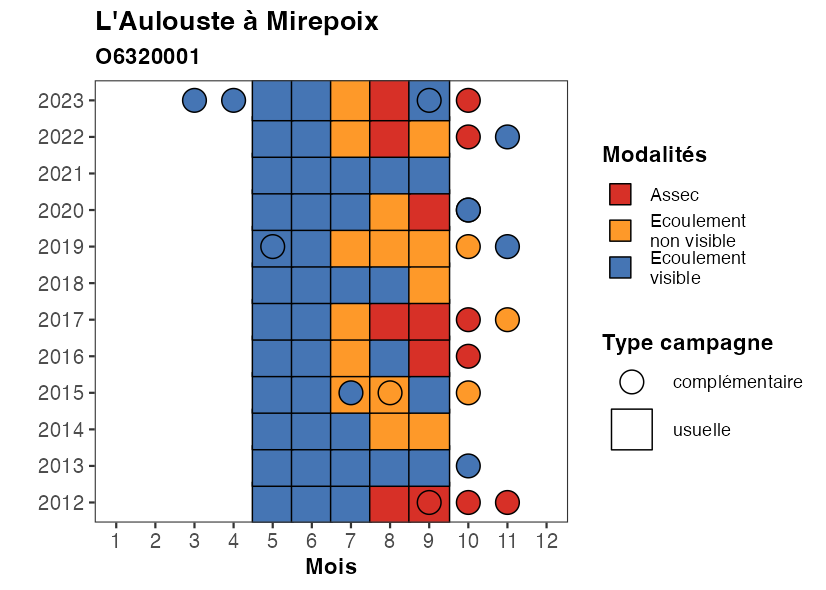 L'Aulouste à Mirepoix
O6320001
2023
2022
2021
2020
2019
2018
2017
2016
2015
2014
2013
2012
1 2 3 4 5 6 7 8 9 10 11 12
Mois
Modalités
Assec
Ecoulement
non visible
Ecoulement
visible
Type campagne
complémentaire
usuelle